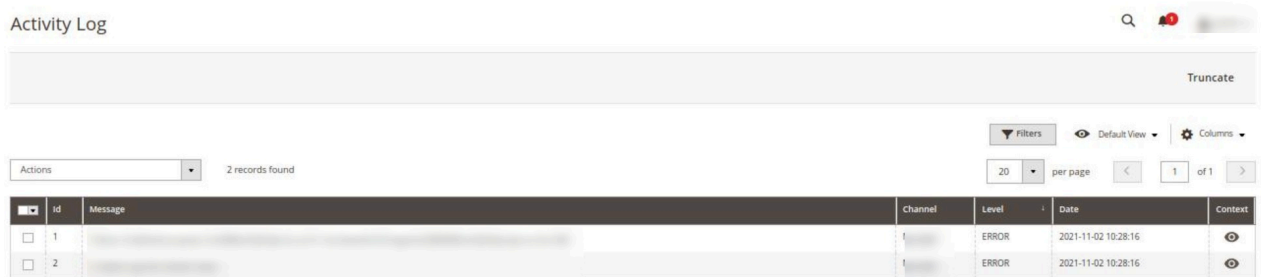 Activity Log
1
Truncate
Filters Default View Columns
Actions 2 records found 20 per page 1 of 1
Id Message Channel Level ↓ Date Context
1 ERROR 2021-11-02 10:28:16
2 ERROR 2021-11-02 10:28:16